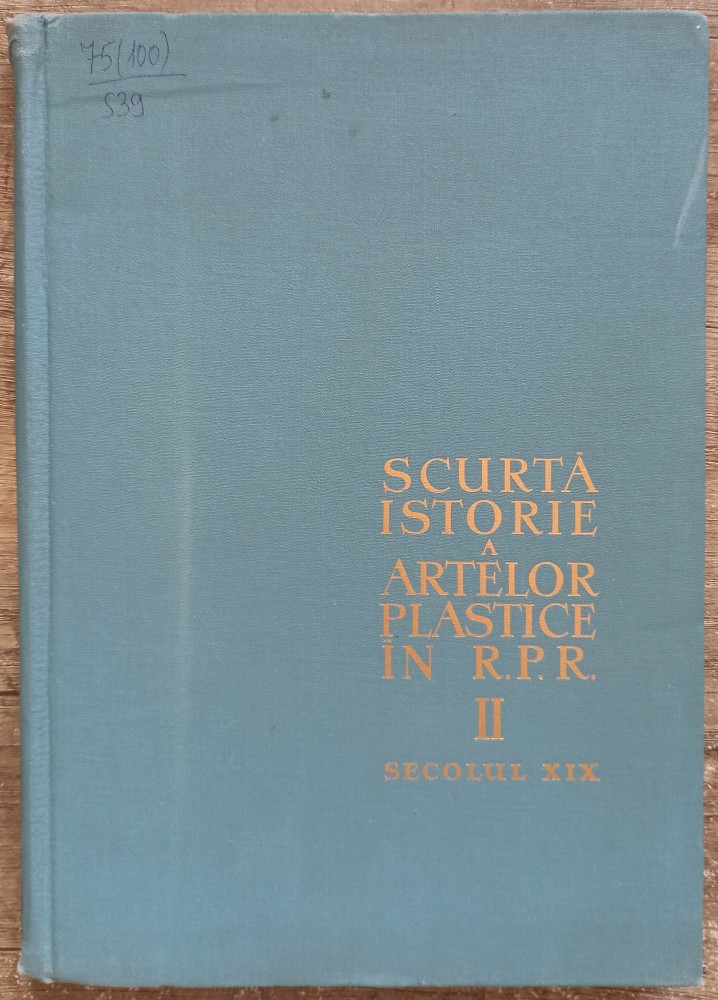 75(100)
S39
SCURTĂ
ISTORIE
A
ARTELOR
PLASTICE
ÎN R.P.R.
II
SECOLUL XIX